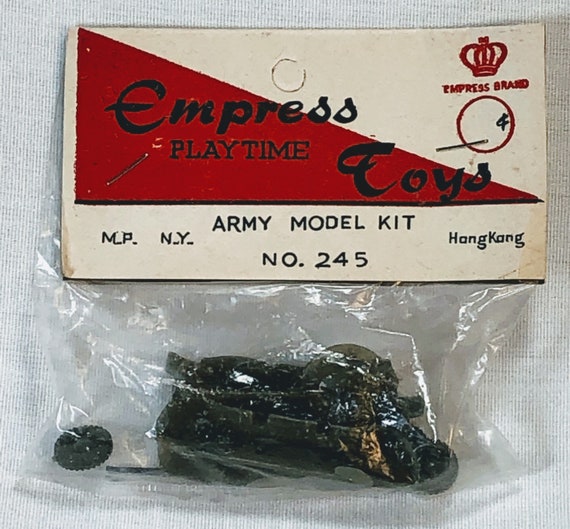 Empress
PLAYTIME
Toys
EMPRESS BRAND
¢
M.P. N.Y.
ARMY MODEL KIT
NO. 245
HongKong